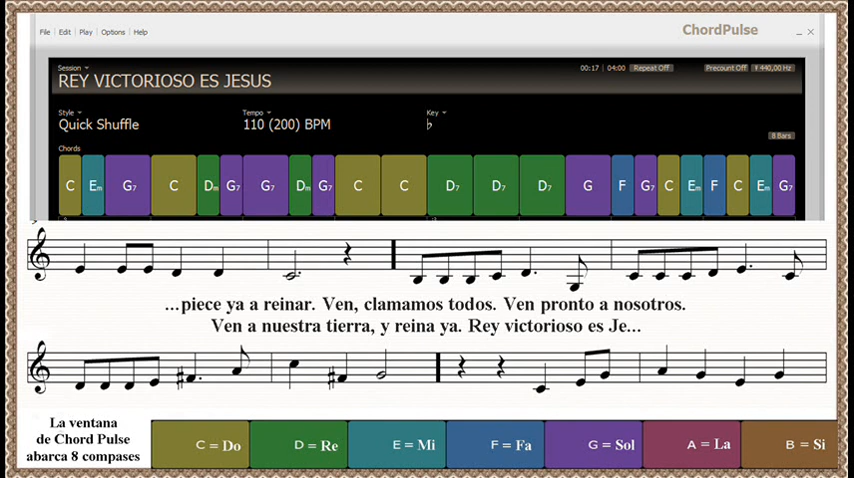 File Edit Play Options Help ChordPulse
Session 00:17 04:00 Repeat Off Precount Off 440,00 Hz
REY VICTORIOSO ES JESUS
Style Tempo Key
Quick Shuffle 110 (200) BPM ♭
8 Bars
Chords
C Em G7 C Dm G7 G7 Dm G7 C C D7 D7 D7 G F G7 C Em F C Em G7
...piece ya a reinar. Ven, clamamos todos. Ven pronto a nosotros.
Ven a nuestra tierra, y reina ya. Rey victorioso es Je...
La ventana
de Chord Pulse
abarca 8 compases
C = Do D = Re E = Mi F = Fa G = Sol A = La B = Si